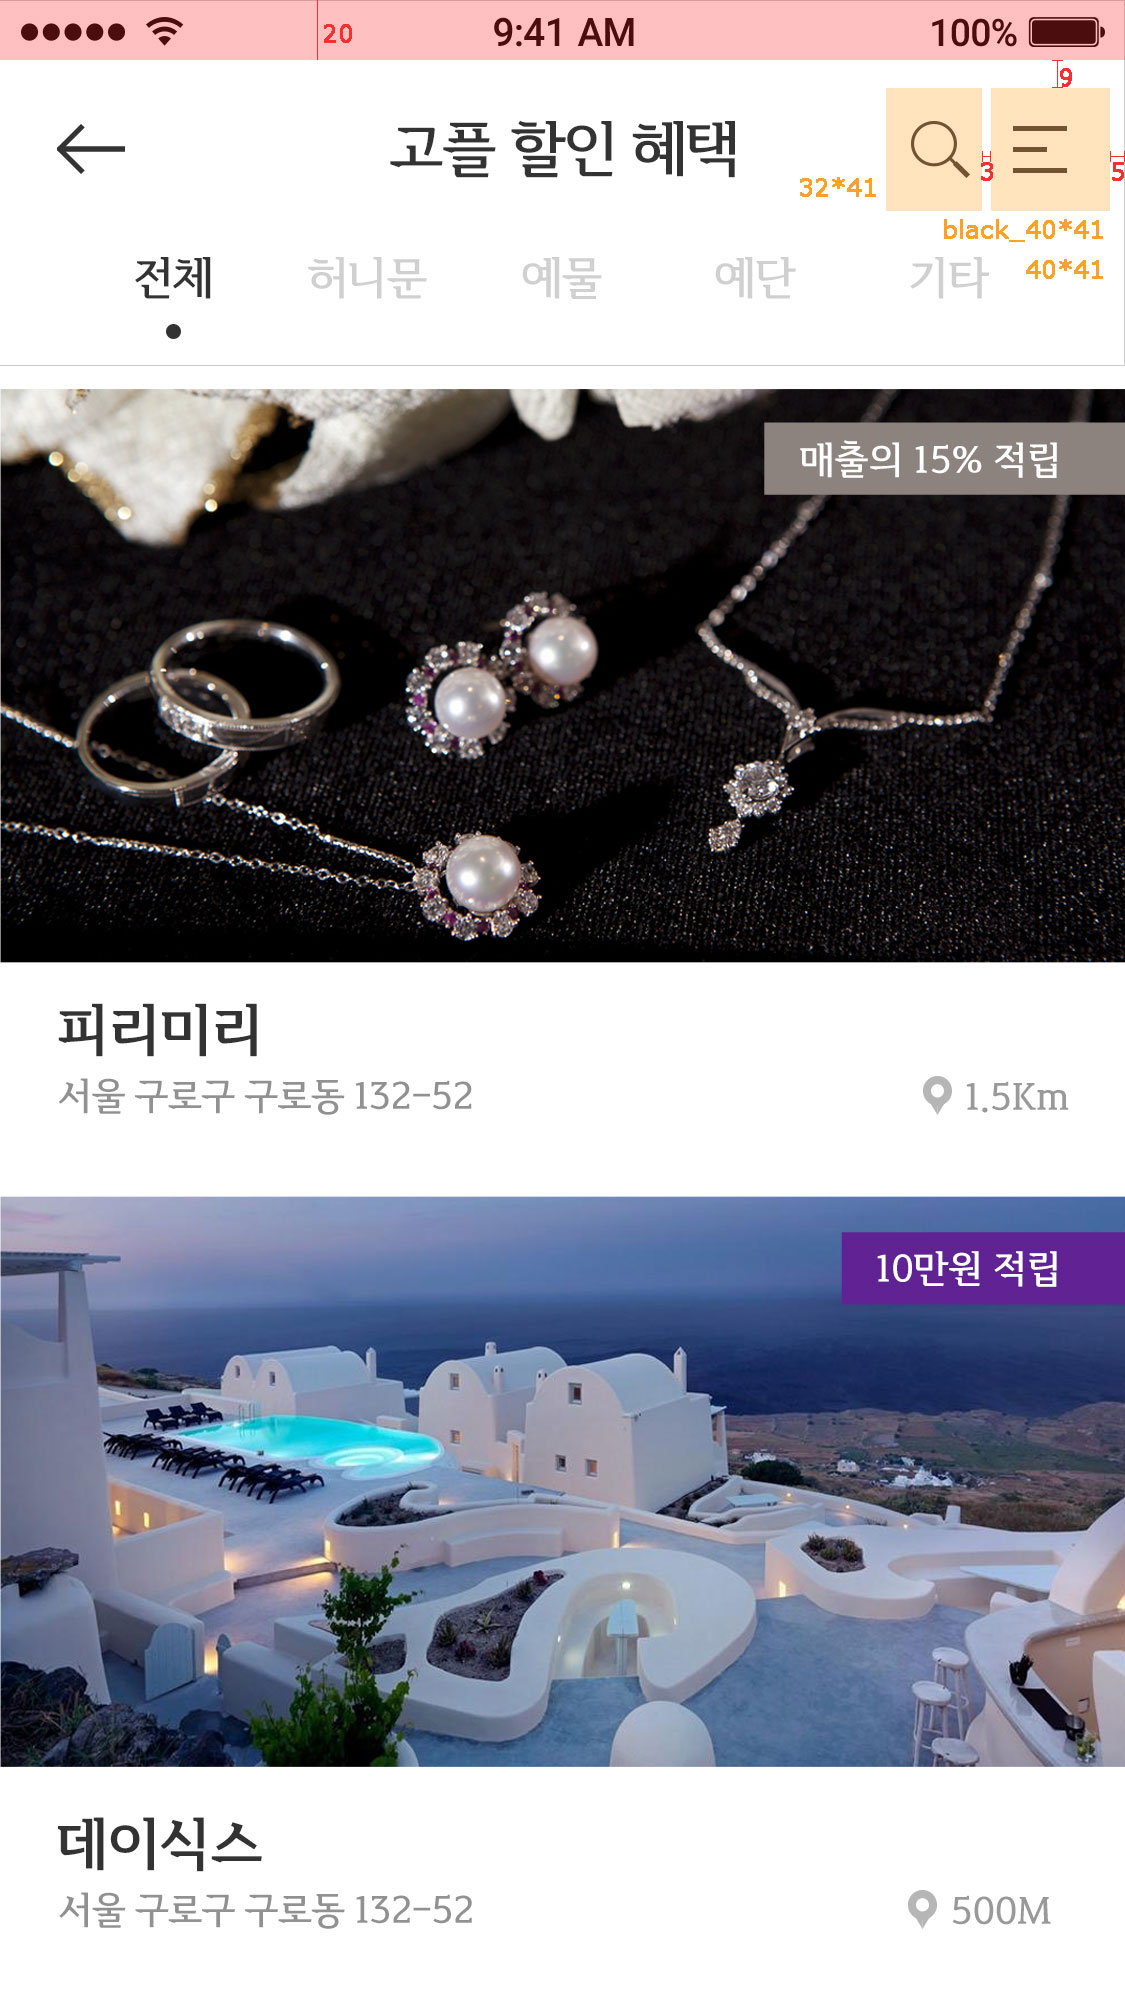 20
9:41 AM
100%
9
고플 할인 혜택
3
5
32*41
black_40*41
40*41
전체 허니문 예물 예단 기타
매출의 15% 적립
피리미리
서울 구로구 구로동 132-52
1.5Km
10만원 적립
데이식스
서울 구로구 구로동 132-52
500M